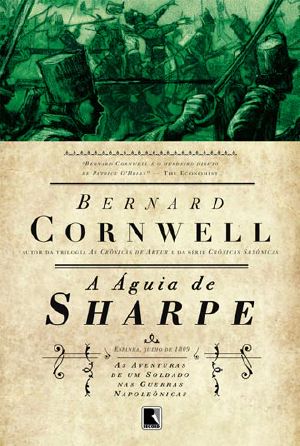 "Bernard Cornwell é o herdeiro direto
de Patrick O'Brian" — The Economist
Bernard
Cornwell
autor da trilogia As Crônicas de Artur e da série Crônicas Saxônicas
A Águia de
Sharpe
Espanha, julho de 1809
As Aventuras
de um Soldado
nas Guerras
Napoleônicas
RECORD